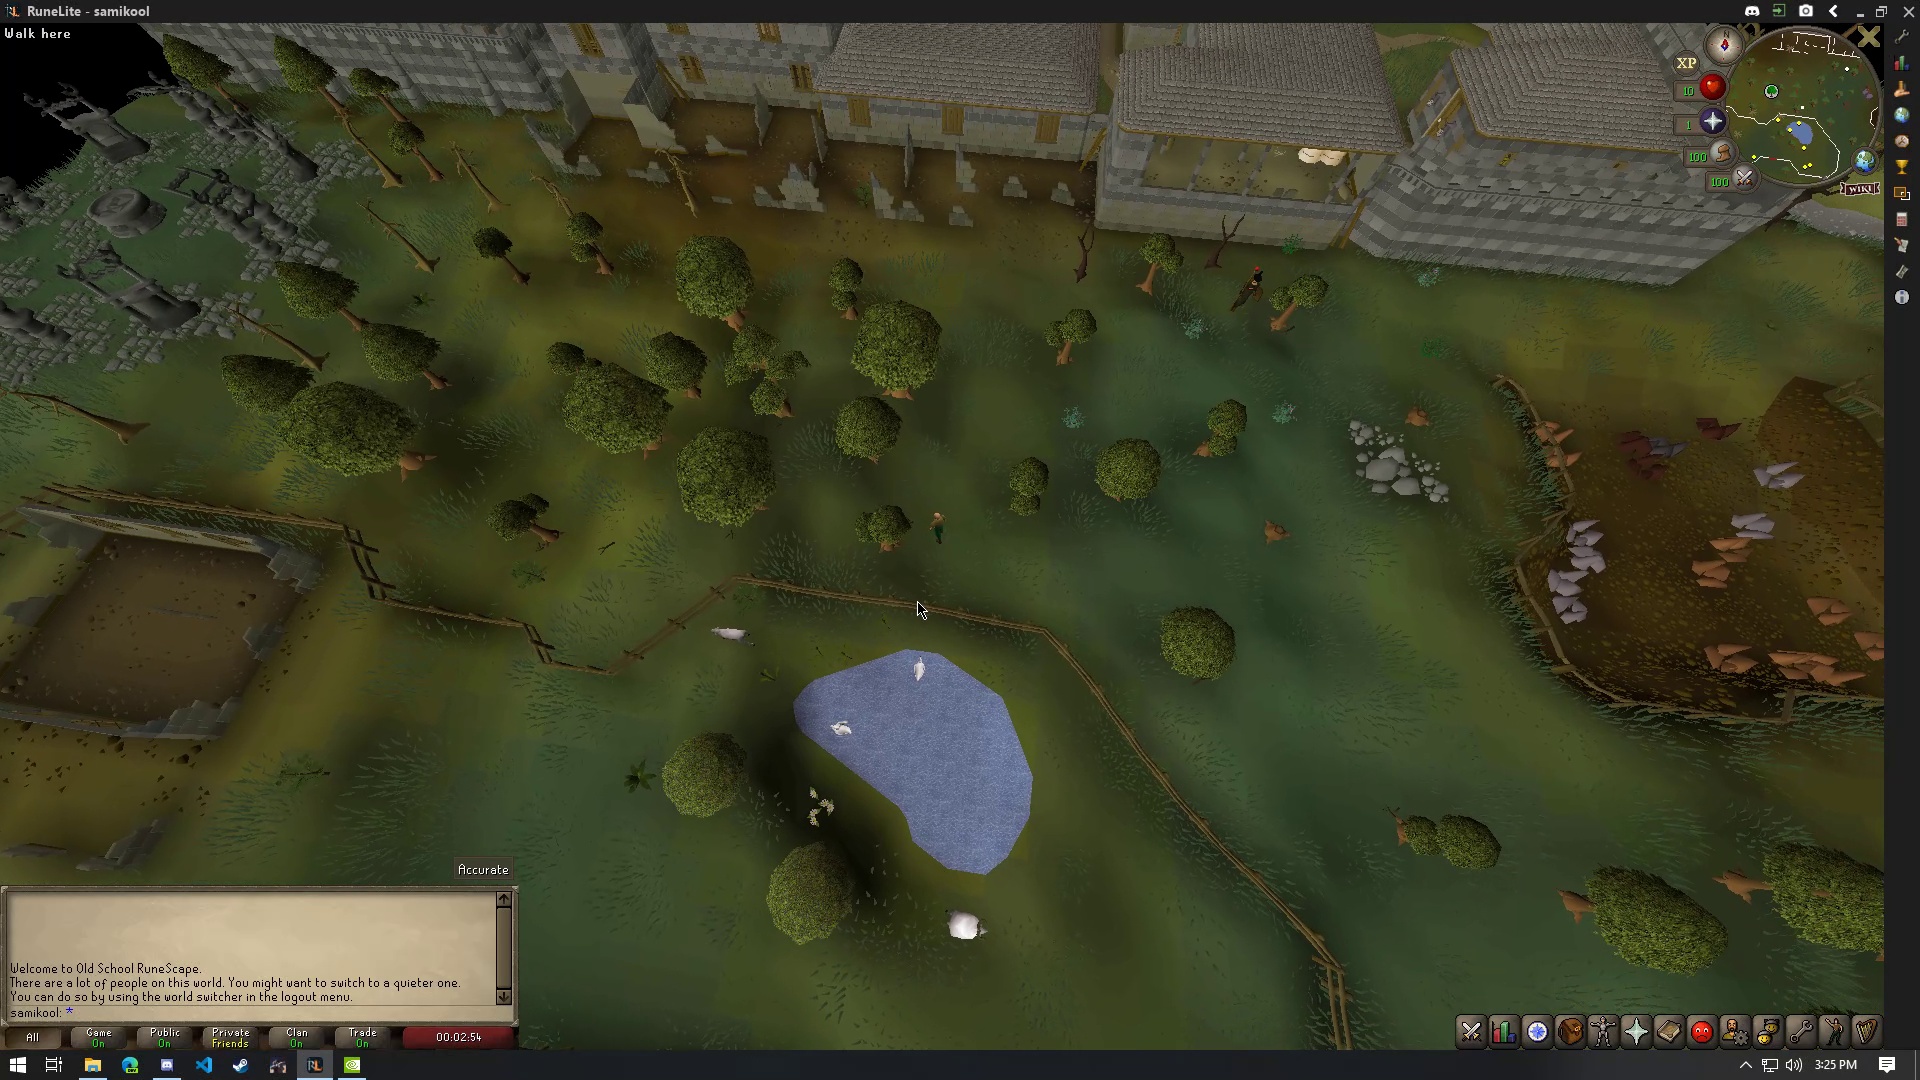 RuneLite - samikool
Walk here
N
XP
10
1
100
100
WIKI
Accurate
Welcome to Old School RuneScape.
There are a lot of people on this world. You might want to switch to a quieter one.
You can do so by using the world switcher in the logout menu.
samikool: *
All
Game
On
Public
On
Private
Friends
Clan
On
Trade
On
00:02:54
3:25 PM